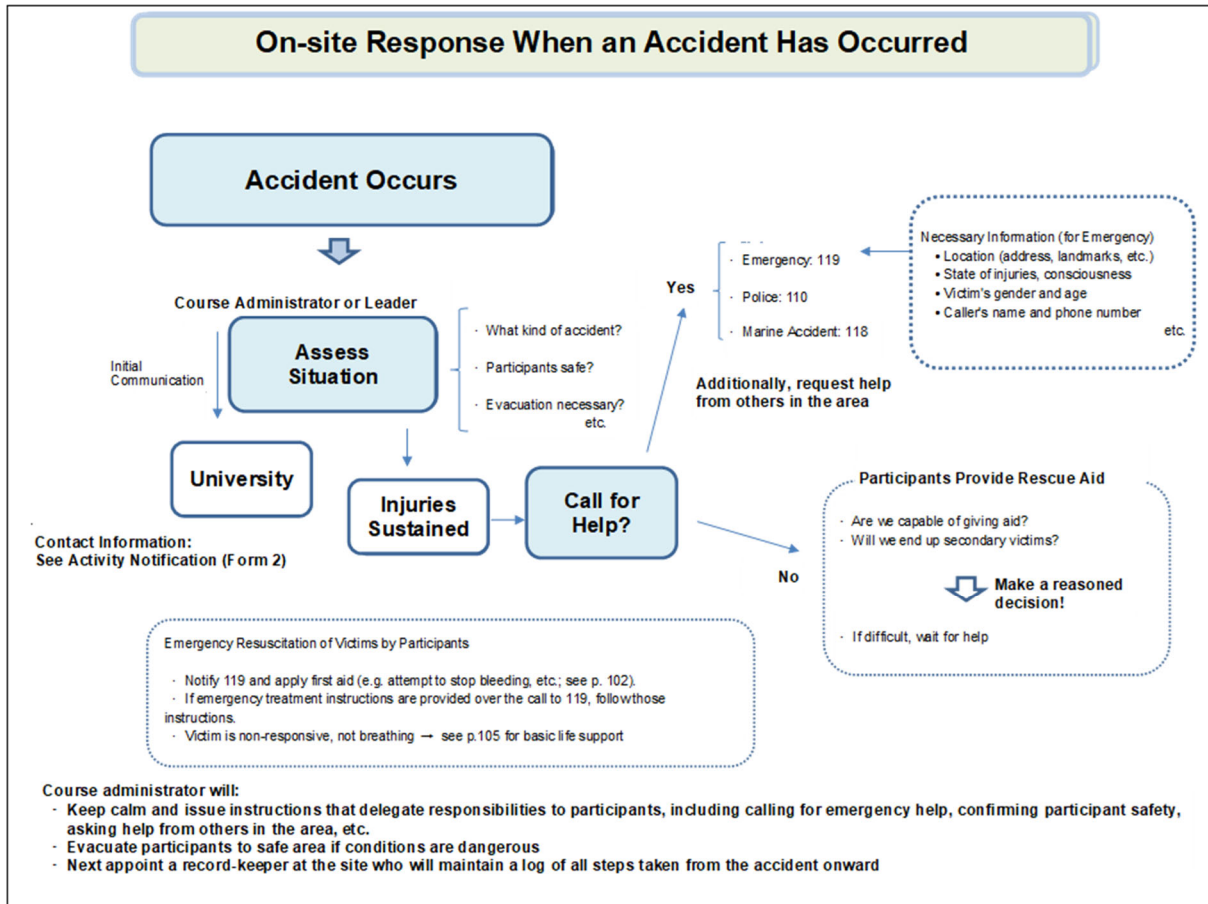 On-site Response When an Accident Has Occurred
Accident Occurs
Course Administrator or Leader
Assess
Situation
Initial
Communication
· What kind of accident?
· Participants safe?
· Evacuation necessary?
etc.
University
Contact Information:
See Activity Notification (Form 2)
Injuries
Sustained
Call for
Help?
Yes
· Emergency: 119
· Police: 110
· Marine Accident: 118
Additionally, request help
from others in the area
Necessary Information (for Emergency)
• Location (address, landmarks, etc.)
• State of injuries, consciousness
• Victim's gender and age
• Caller's name and phone number
etc.
No
Participants Provide Rescue Aid
· Are we capable of giving aid?
· Will we end up secondary victims?
Make a reasoned
decision!
· If difficult, wait for help
Emergency Resuscitation of Victims by Participants
· Notify 119 and apply first aid (e.g. attempt to stop bleeding, etc.; see p. 102).
· If emergency treatment instructions are provided over the call to 119, follow those
instructions.
· Victim is non-responsive, not breathing → see p.105 for basic life support
Course administrator will:
- Keep calm and issue instructions that delegate responsibilities to participants, including calling for emergency help, confirming participant safety,
asking help from others in the area, etc.
- Evacuate participants to safe area if conditions are dangerous
- Next appoint a record-keeper at the site who will maintain a log of all steps taken from the accident onward